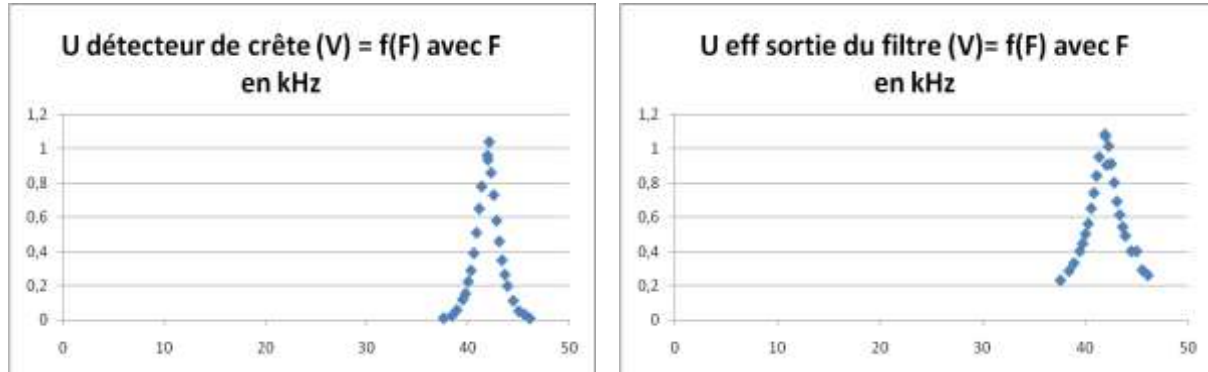 U détecteur de crête (V) = f(F) avec F
en kHz
1,2
1
0,8
0,6
0,4
0,2
0
0 10 20 30 40 50
U eff sortie du filtre (V)= f(F) avec F
en kHz
1,2
1
0,8
0,6
0,4
0,2
0
0 10 20 30 40 50